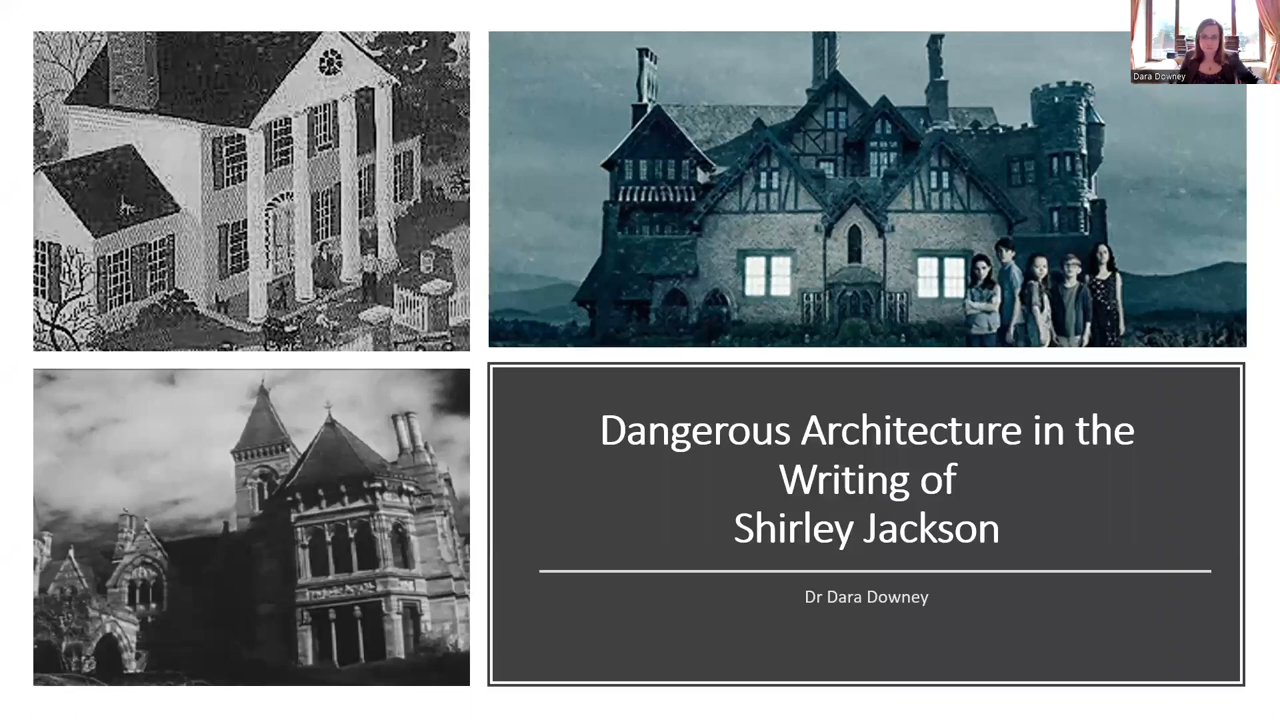 Dara Downey
Dangerous Architecture in the
Writing of
Shirley Jackson
Dr Dara Downey